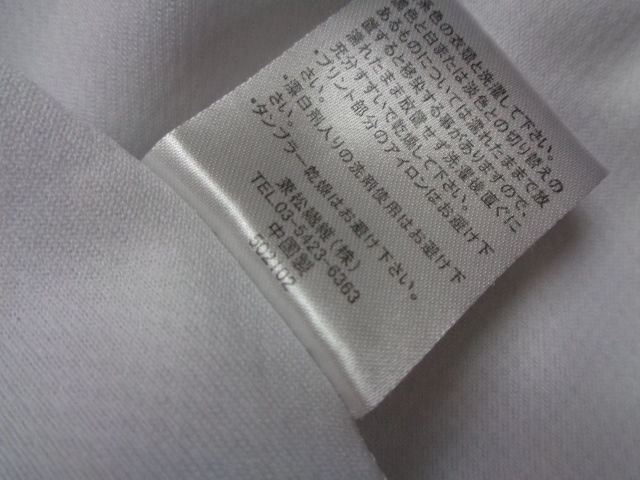 系色の衣類と洗濯して下さい。
濃色と白または淡色との切り替えの
あるものについては濡れたままで放
置すると移染する事がありますので、
濡れたまま放置せず洗濯後直ぐに
充分すすいで乾燥して下さい。
・プリント部分のアイロンはお避け下
さい。
・漂白剤入りの洗剤使用はお避け下
さい。
・タンブラー乾燥はお避け下さい。
兼松繊維(株)
TEL03-5423-6363
中国製
502102